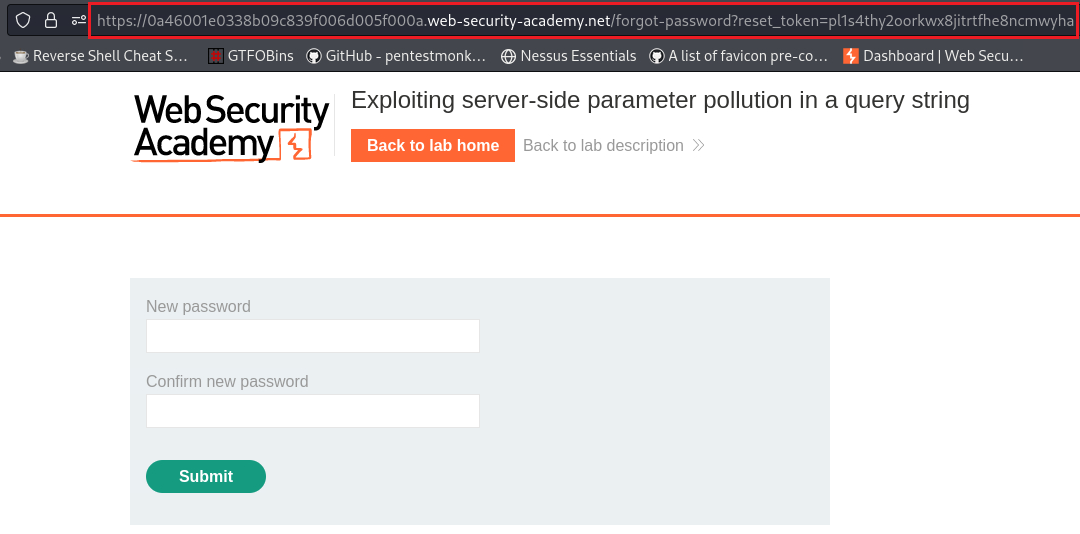 https://0a46001e0338b09c839f006d005f000a.web-security-academy.net/forgot-password?reset_token=pl1s4thy2oorkwx8jitrtfhe8ncmwyha
Reverse Shell Cheat S... GTFOBins GitHub - pentestmonk... Nessus Essentials A list of favicon pre-co... Dashboard | Web Secu...
Web Security
Academy
Exploiting server-side parameter pollution in a query string
Back to lab home Back to lab description
New password
Confirm new password
Submit